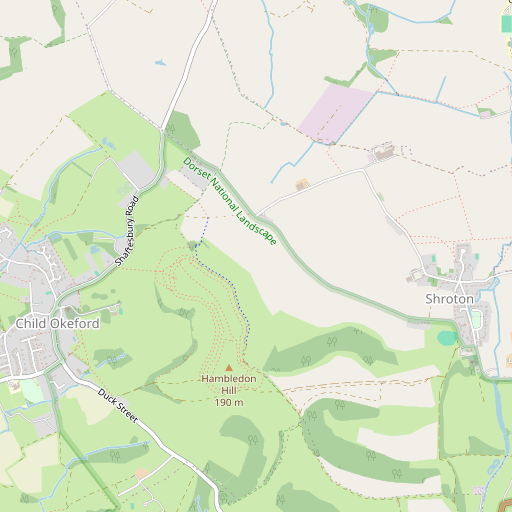 Dorset National Landscape
Shaftesbury Road
Shroton
Child Okeford
Hambledon
Hill
190 m
Duck Street